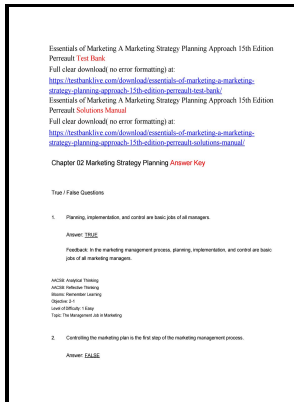 Essentials of Marketing A Marketing Strategy Planning Approach 15th Edition
Perreault Test Bank
Full clear download( no error formatting) at:
https://testbanklive.com/download/essentials-of-marketing-a-marketing-
strategy-planning-approach-15th-edition-perreault-test-bank/
Essentials of Marketing A Marketing Strategy Planning Approach 15th Edition
Perreault Solutions Manual
Full clear download( no error formatting) at:
https://testbanklive.com/download/essentials-of-marketing-a-marketing-
strategy-planning-approach-15th-edition-perreault-solutions-manual/
Chapter 02 Marketing Strategy Planning Answer Key
True / False Questions
1. Planning, implementation, and control are basic jobs of all managers.
Answer: TRUE
Feedback: In the marketing management process, planning, implementation, and control are basic
jobs of all marketing managers.
AACSB: Analytical Thinking
AACSB: Reflective Thinking
Blooms: Remember Learning
Objective: 2-1
Level of Difficulty: 1 Easy
Topic: The Management Job in Marketing
2. Controlling the marketing plan is the first step of the marketing management process.
Answer: FALSE